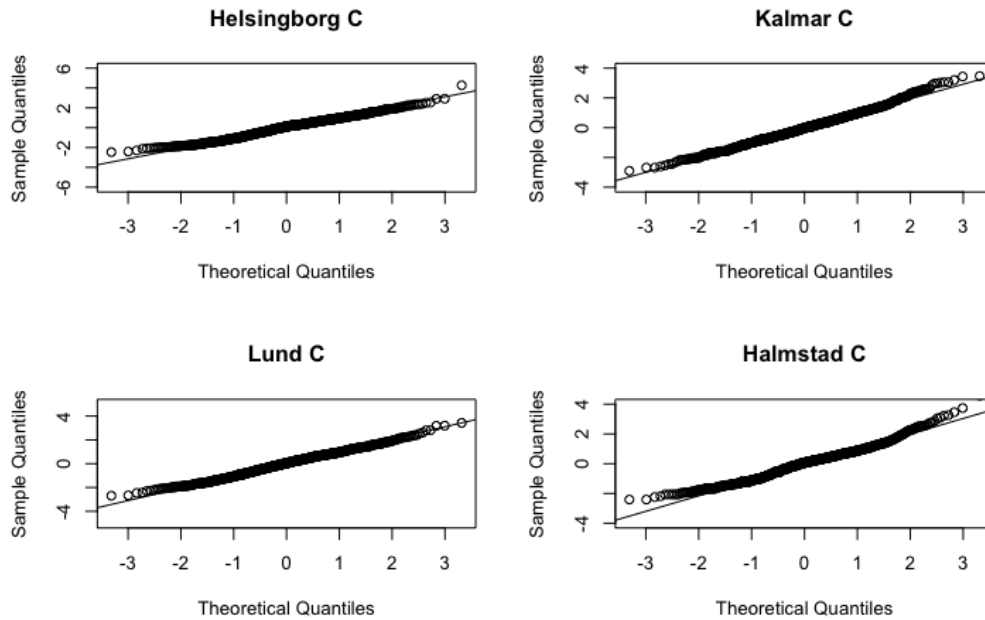 Helsingborg C
Sample Quantiles
6
2
-2
-6
-3 -2 -1 0 1 2 3
Theoretical Quantiles
Kalmar C
Sample Quantiles
4
2
0
-4
-3 -2 -1 0 1 2 3
Theoretical Quantiles
Lund C
Sample Quantiles
4
0
-4
-3 -2 -1 0 1 2 3
Theoretical Quantiles
Halmstad C
Sample Quantiles
4
2
0
-4
-3 -2 -1 0 1 2 3
Theoretical Quantiles